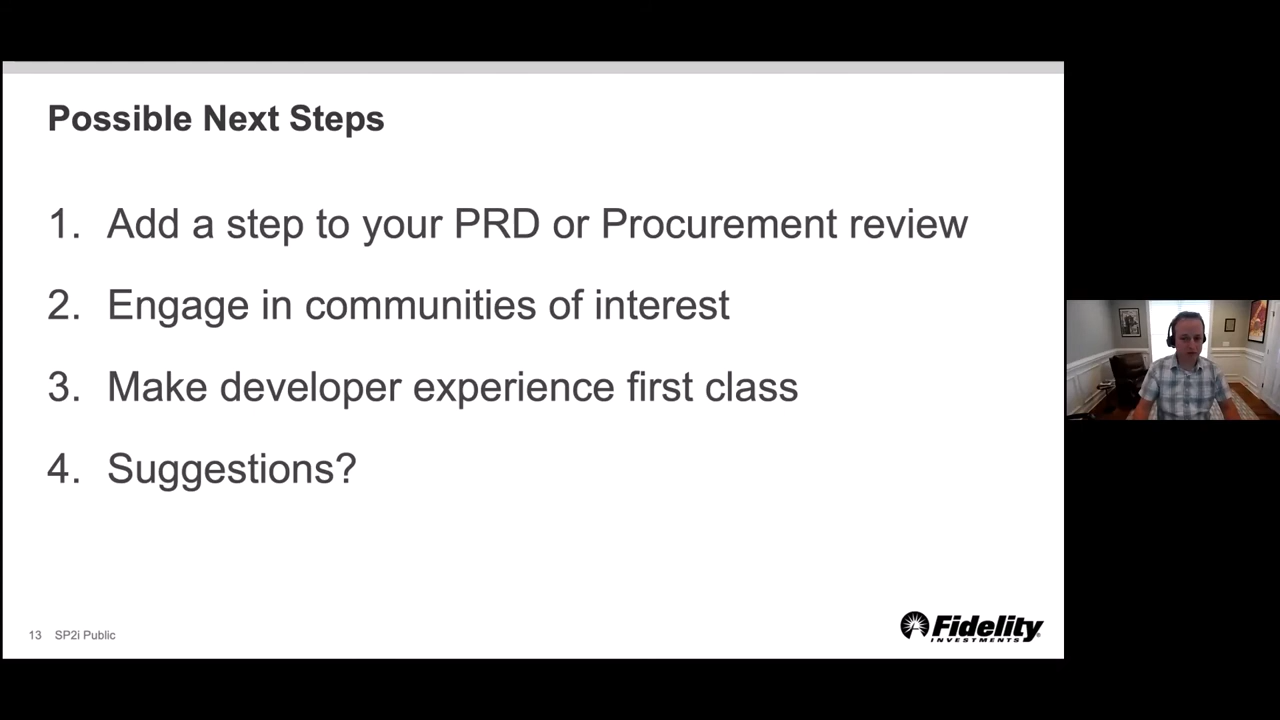 Possible Next Steps
1. Add a step to your PRD or Procurement review
2. Engage in communities of interest
3. Make developer experience first class
4. Suggestions?
13 SP2i Public
Fidelity
INVESTMENTS